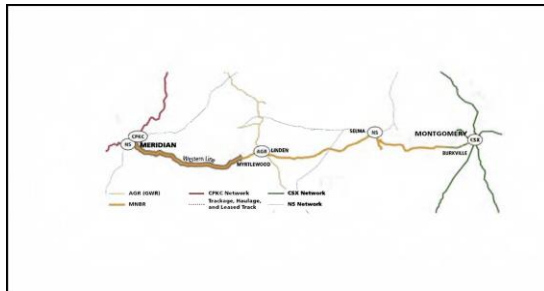 CPKC
NS
MERIDIAN
Western Line
MYRTLEWOOD
AGR
LINDEN
SELMA
NS
MONTGOMERY
CSX
BURKVILLE
AGR (GWR)
CPKC Network
CSX Network
MNBR
Trackage, Haulage,
and Leased Track
NS Network